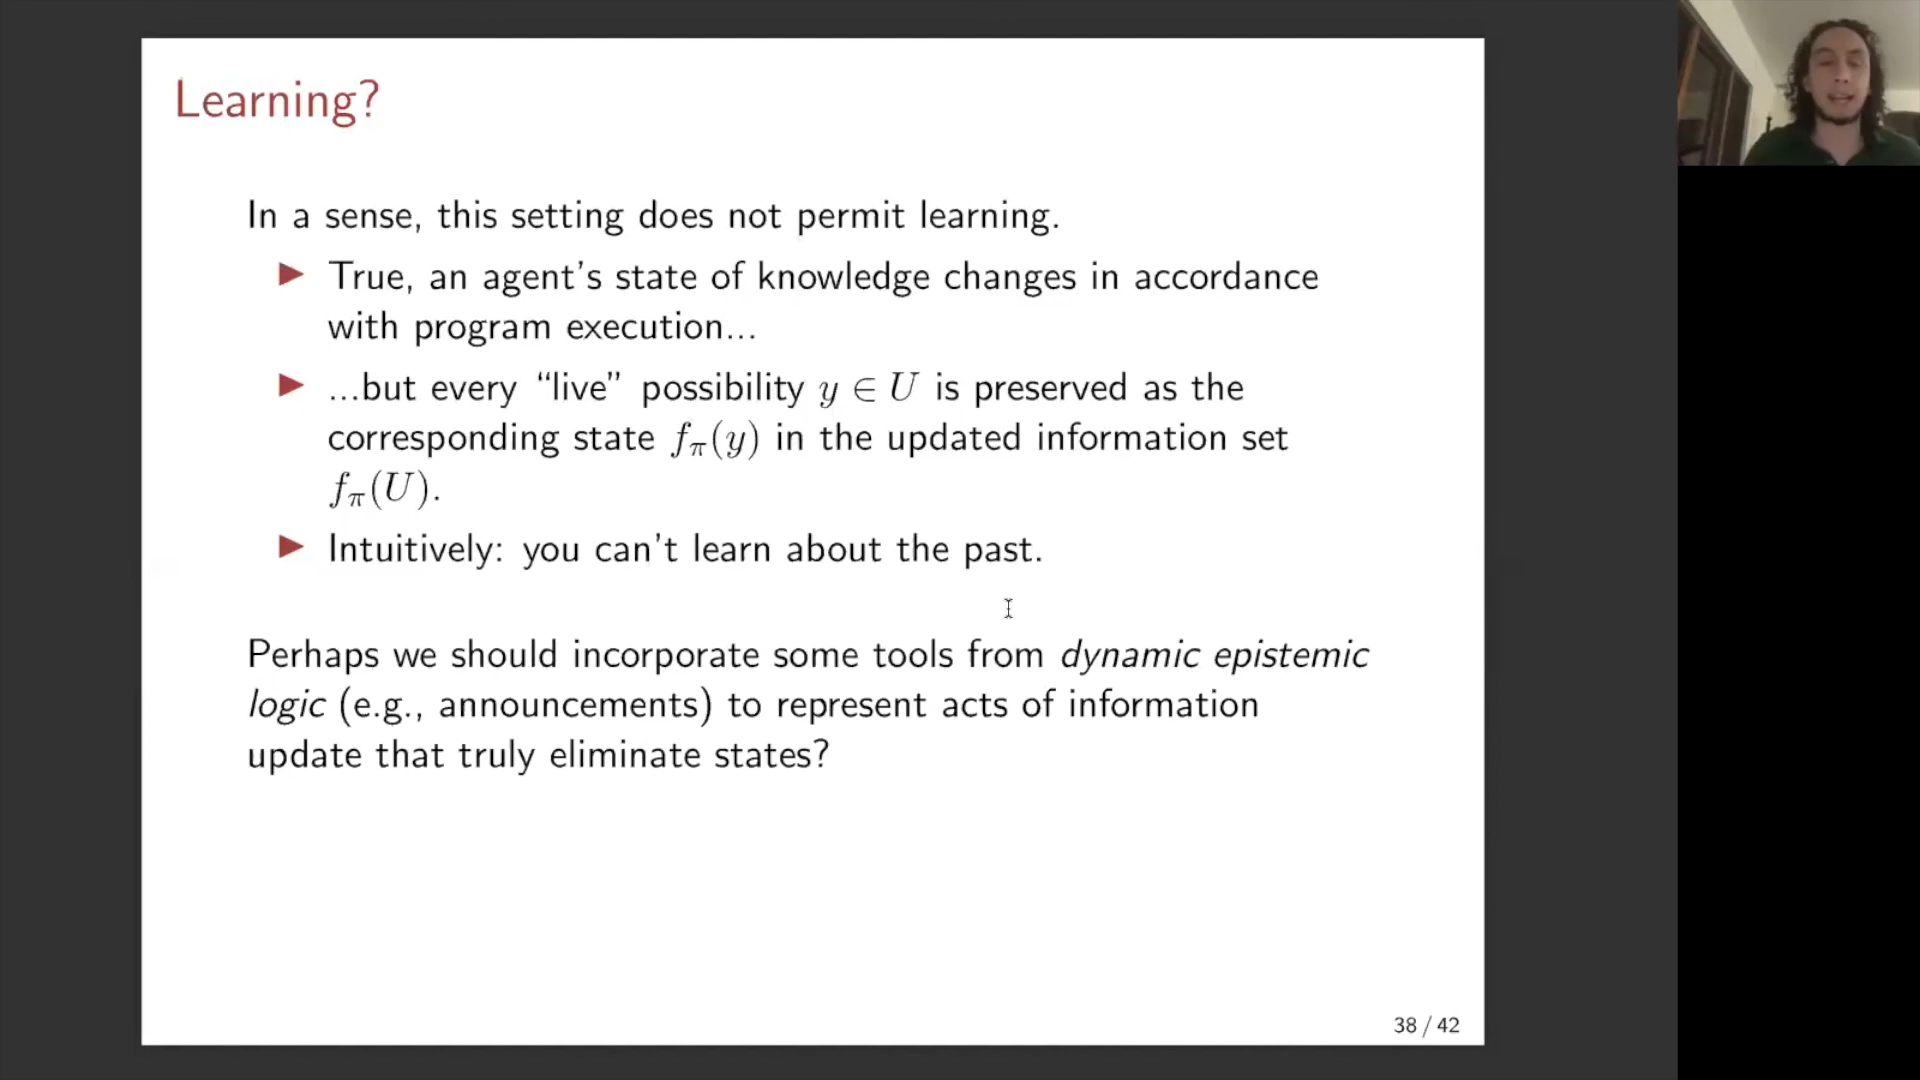 Learning?
In a sense, this setting does not permit learning.
▶ True, an agent's state of knowledge changes in accordance
with program execution...
▶ ...but every “live” possibility y ∈ U is preserved as the
corresponding state f_π(y) in the updated information set
f_π(U).
▶ Intuitively: you can't learn about the past.
Perhaps we should incorporate some tools from dynamic epistemic
logic (e.g., announcements) to represent acts of information
update that truly eliminate states?
38 / 42